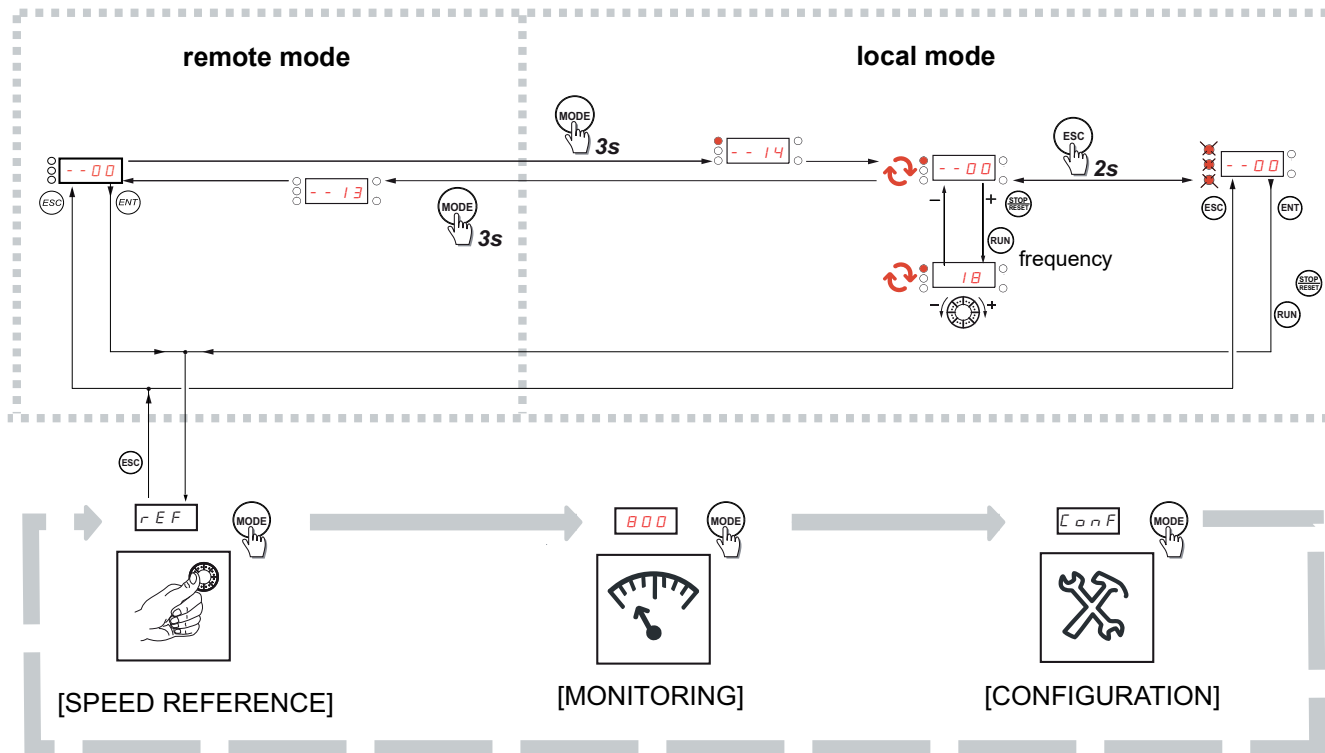 remote mode
local mode
MODE
3s
- - 14
ESC
2s
- - 00
- - 00
- - 00
- - 13
ESC
ENT
MODE
3s
- +
STOP
RESET
ESC
ENT
RUN
frequency
18
- +
STOP
RESET
RUN
ESC
rEF
MODE
800
MODE
ConF
MODE
[SPEED REFERENCE]
[MONITORING]
[CONFIGURATION]